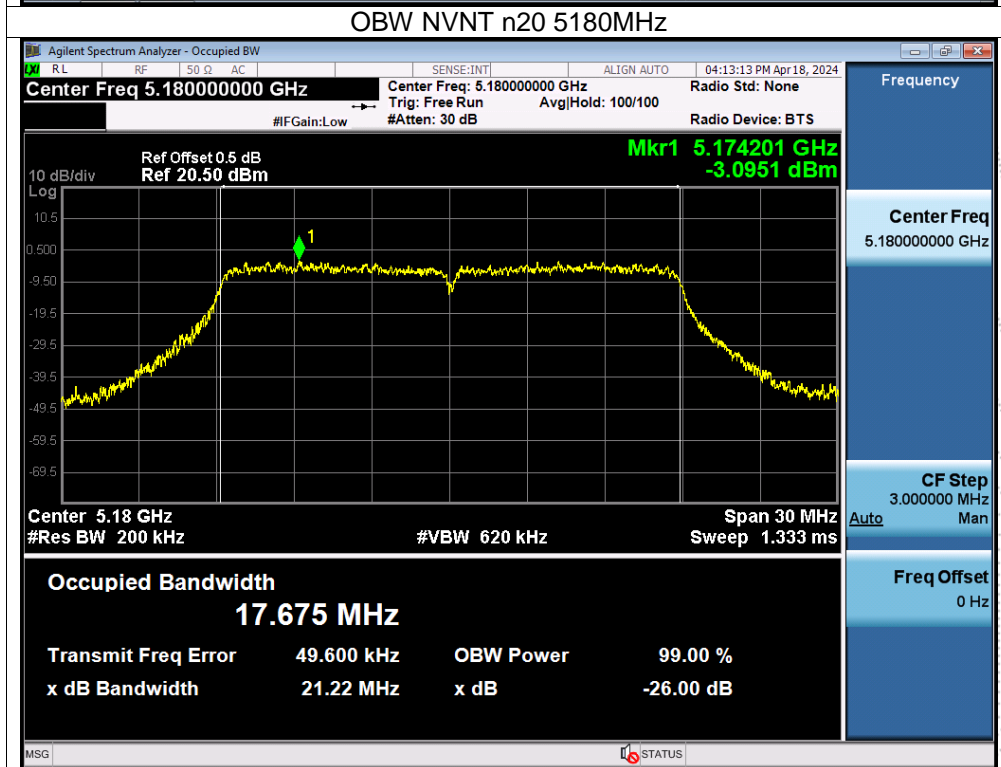 OBW NVNT n20 5180MHz
Agilent Spectrum Analyzer - Occupied BW
LXI RL RF 50 Ω AC SENSE:INT ALIGN AUTO 04:13:13 PM Apr 18, 2024
Center Freq 5.180000000 GHz
Center Freq: 5.180000000 GHz Radio Std: None
Trig: Free Run Avg|Hold: 100/100
#IFGain:Low #Atten: 30 dB Radio Device: BTS
Frequency
Mkr1 5.174201 GHz
-3.0951 dBm
Ref Offset 0.5 dB
10 dB/div Ref 20.50 dBm
Log
10.5
0.500
-9.50
-19.5
-29.5
-39.5
-49.5
-59.5
-69.5
1
Center 5.18 GHz Span 30 MHz
#Res BW 200 kHz #VBW 620 kHz Sweep 1.333 ms
Center Freq
5.180000000 GHz
CF Step
3.000000 MHz
Auto Man
Freq Offset
0 Hz
Occupied Bandwidth
17.675 MHz
Transmit Freq Error 49.600 kHz OBW Power 99.00 %
x dB Bandwidth 21.22 MHz x dB -26.00 dB
MSG STATUS